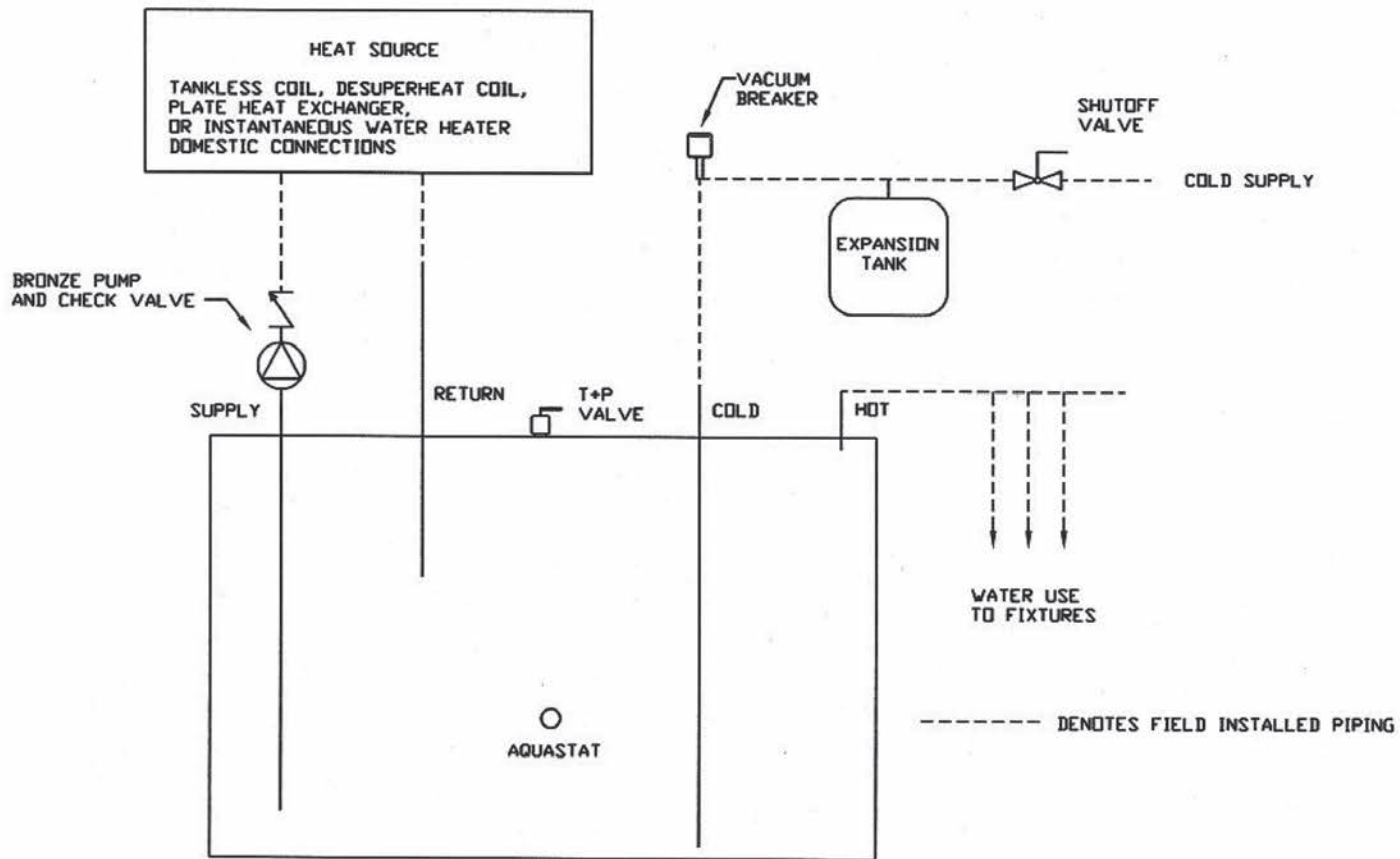 HEAT SOURCE
TANKLESS COIL, DESUPERHEAT COIL,
PLATE HEAT EXCHANGER,
OR INSTANTANEOUS WATER HEATER
DOMESTIC CONNECTIONS
VACUUM
BREAKER
SHUTOFF
VALVE
COLD SUPPLY
EXPANSION
TANK
BRONZE PUMP
AND CHECK VALVE
SUPPLY
RETURN
T+P
VALVE
COLD
HOT
WATER USE
TO FIXTURES
AQUASTAT
DENOTES FIELD INSTALLED PIPING